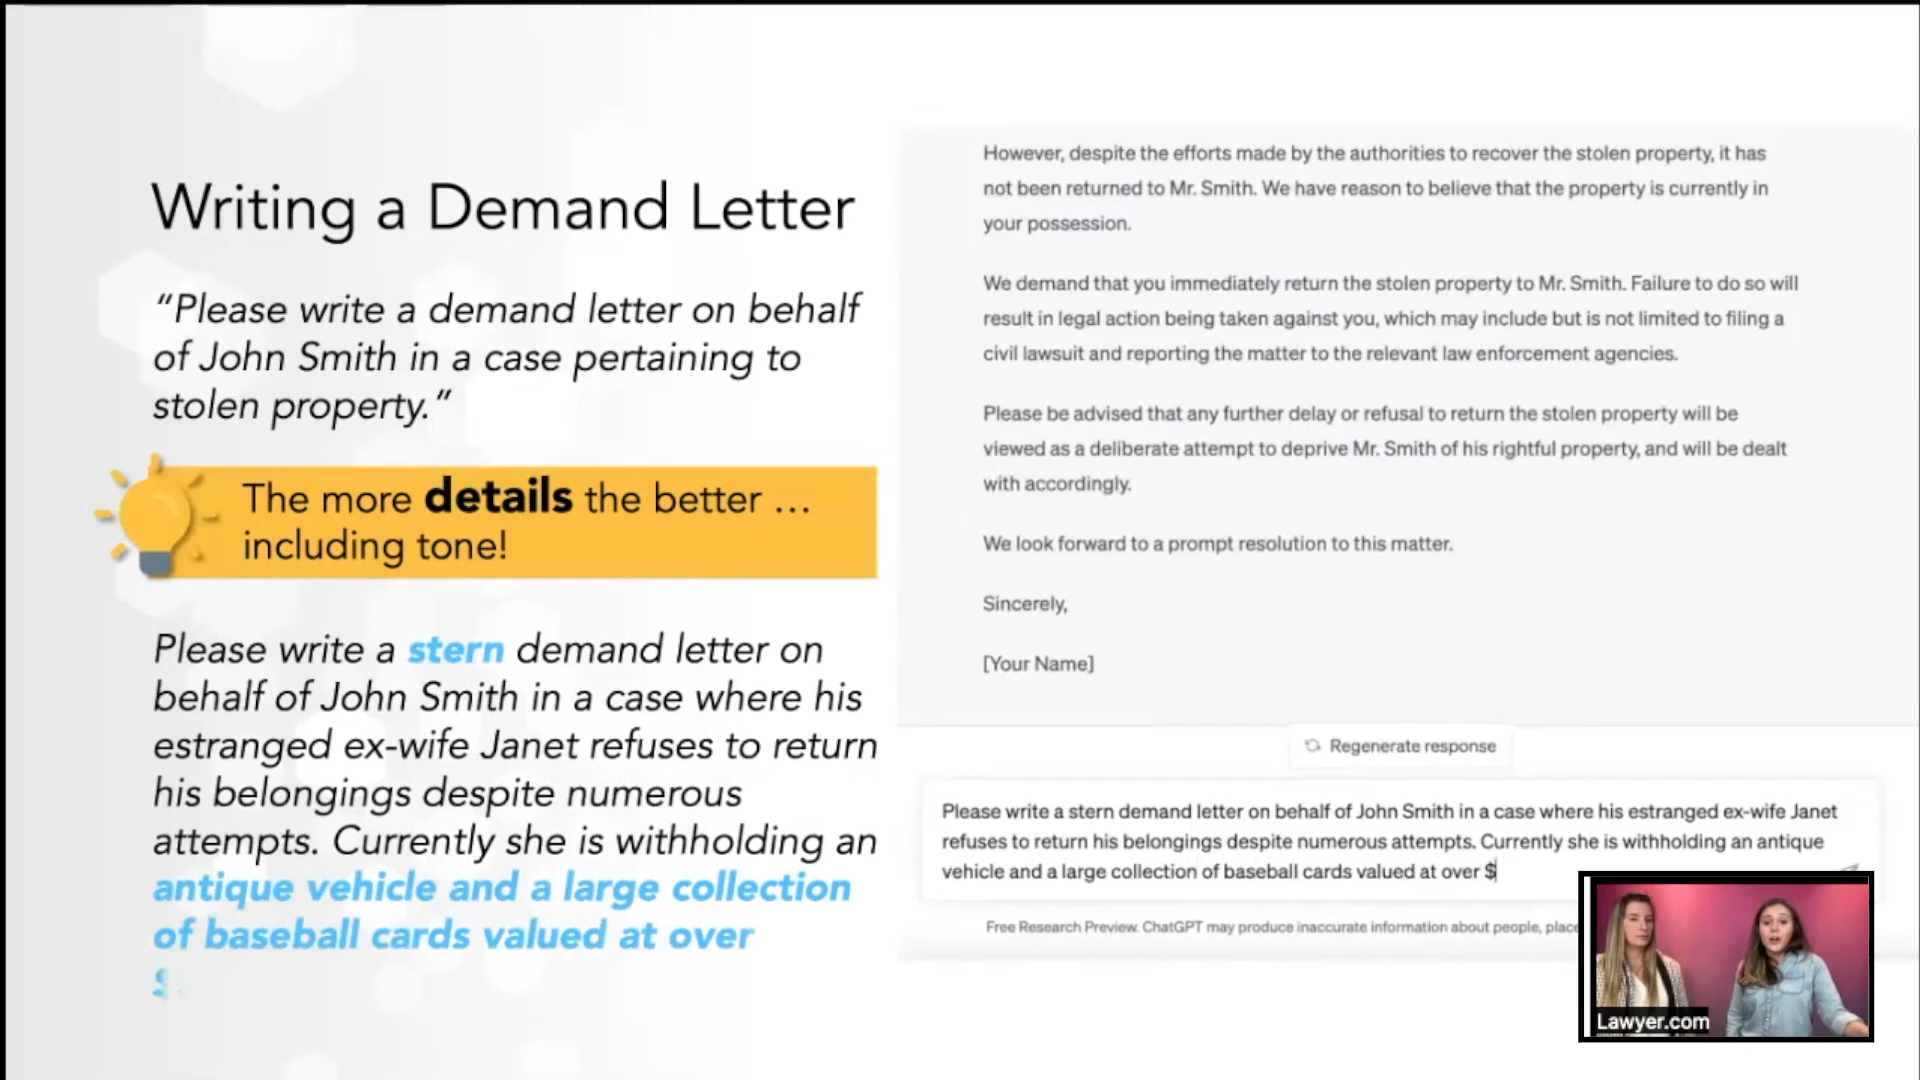 Writing a Demand Letter
“Please write a demand letter on behalf
of John Smith in a case pertaining to
stolen property.”
The more details the better ...
including tone!
Please write a stern demand letter on
behalf of John Smith in a case where his
estranged ex-wife Janet refuses to return
his belongings despite numerous
attempts. Currently she is withholding an
antique vehicle and a large collection
of baseball cards valued at over
$
However, despite the efforts made by the authorities to recover the stolen property, it has
not been returned to Mr. Smith. We have reason to believe that the property is currently in
your possession.
We demand that you immediately return the stolen property to Mr. Smith. Failure to do so will
result in legal action being taken against you, which may include but is not limited to filing a
civil lawsuit and reporting the matter to the relevant law enforcement agencies.
Please be advised that any further delay or refusal to return the stolen property will be
viewed as a deliberate attempt to deprive Mr. Smith of his rightful property, and will be dealt
with accordingly.
We look forward to a prompt resolution to this matter.
Sincerely,
[Your Name]
Regenerate response
Please write a stern demand letter on behalf of John Smith in a case where his estranged ex-wife Janet
refuses to return his belongings despite numerous attempts. Currently she is withholding an antique
vehicle and a large collection of baseball cards valued at over $
Free Research Preview. ChatGPT may produce inaccurate information about people, place
Lawyer.com